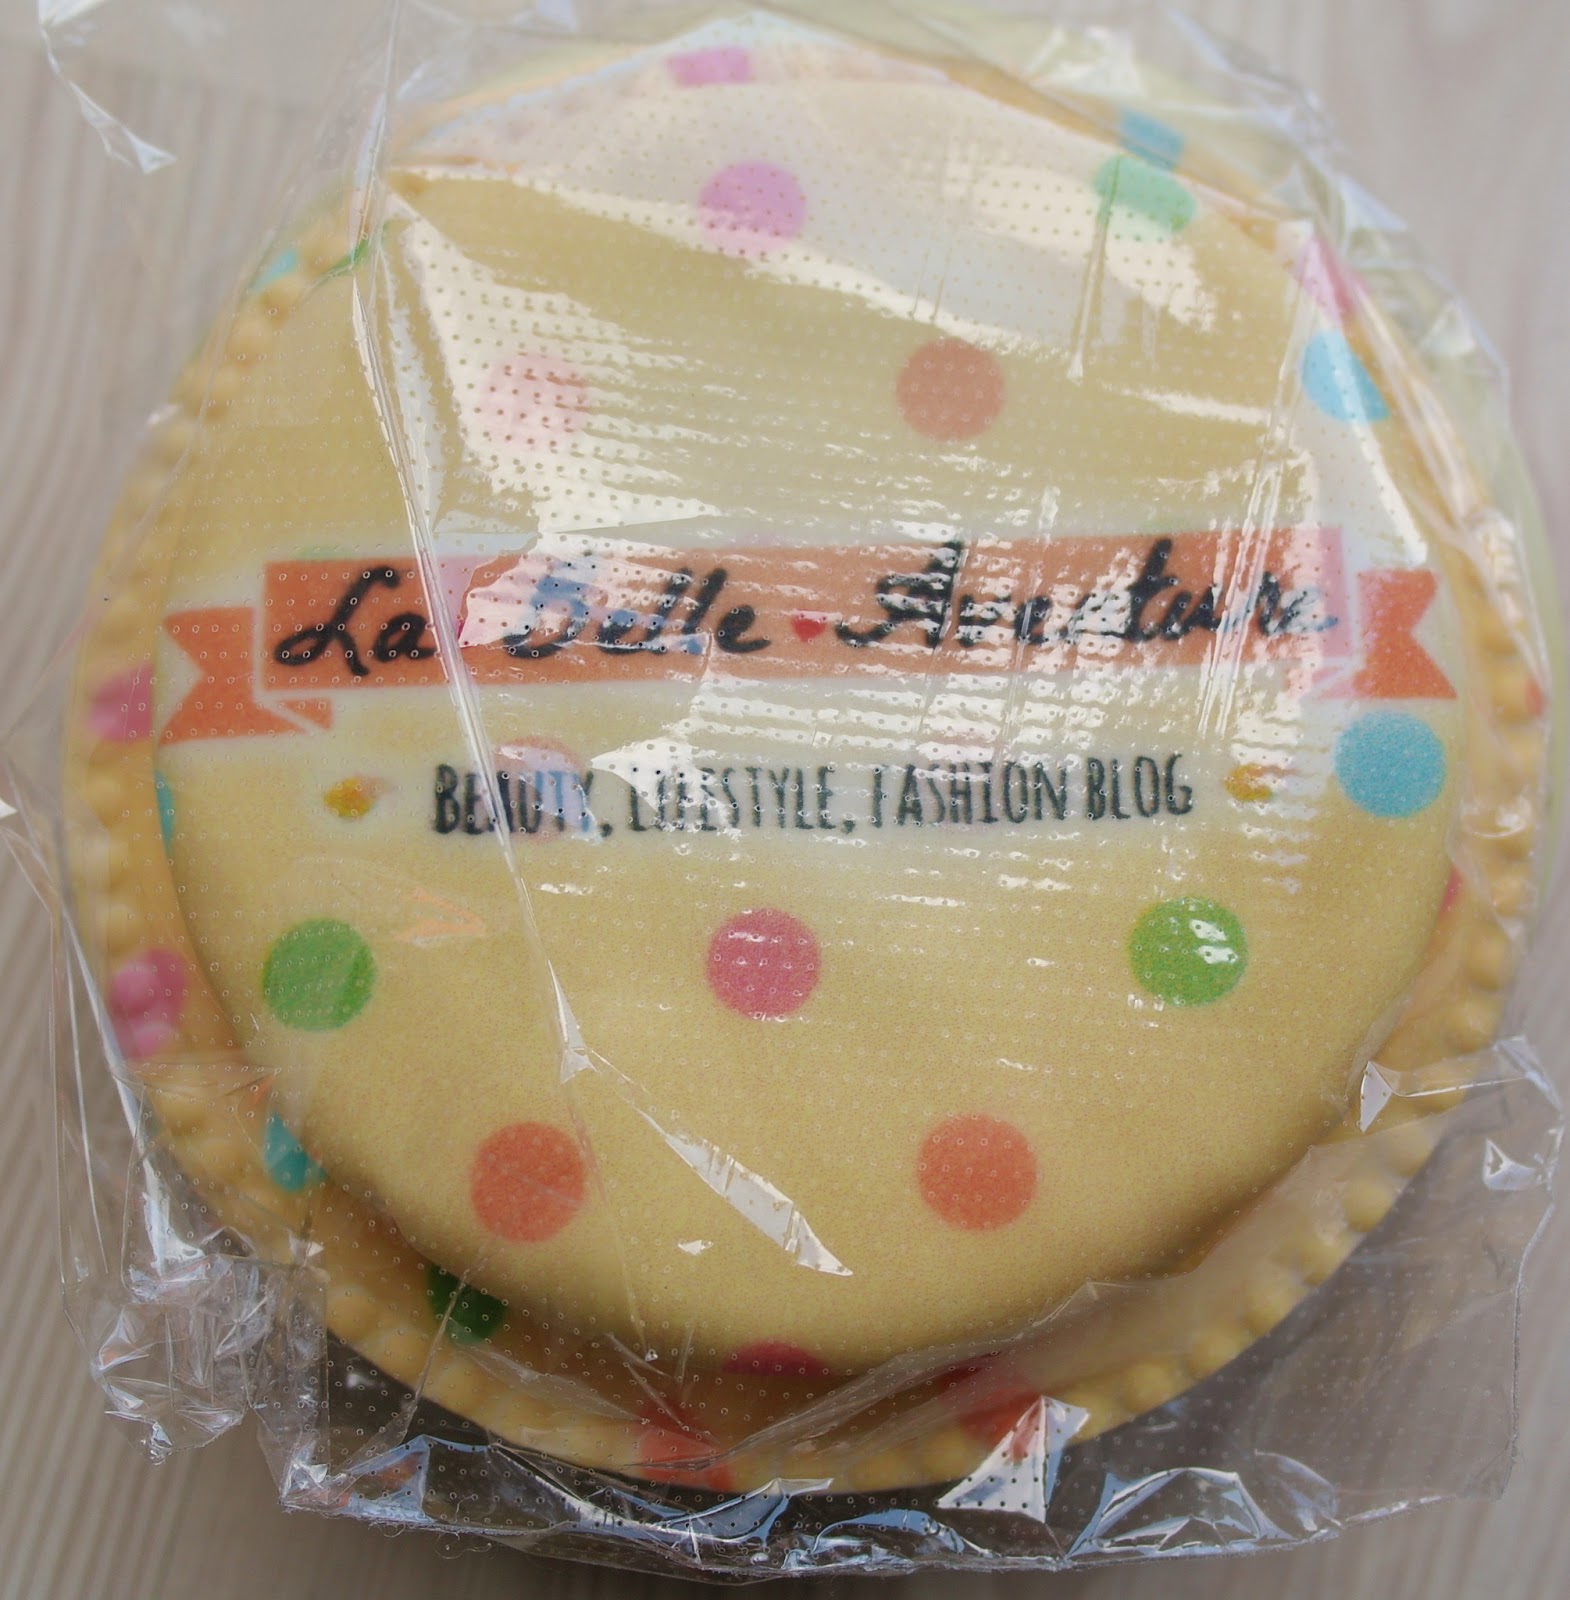 La Belle Aventure
BEAUTY, LIFESTYLE, FASHION BLOG